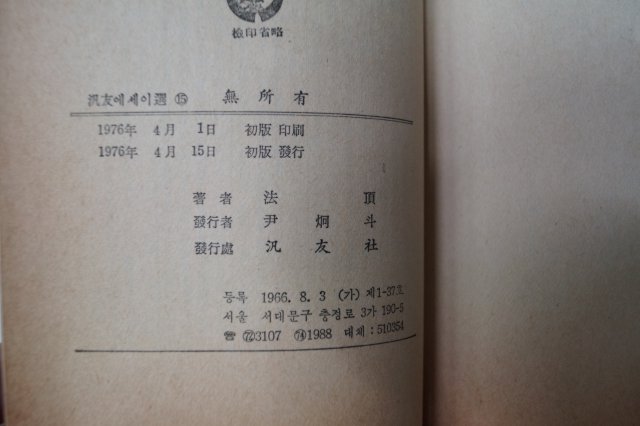 檢印省略
汎友에세이選 ⑮ 無所有
1976年 4月 1日 初版 印刷
1976年 4月 15日 初版 發行
著者 法頂
發行者 尹炯斗
發行處 汎友社
등록 1966. 8. 3 (가) 제1-37호
서울 서대문구 충정로 3가 190-5
☎ ㉒3107 ㉔1988 대체 : 510354